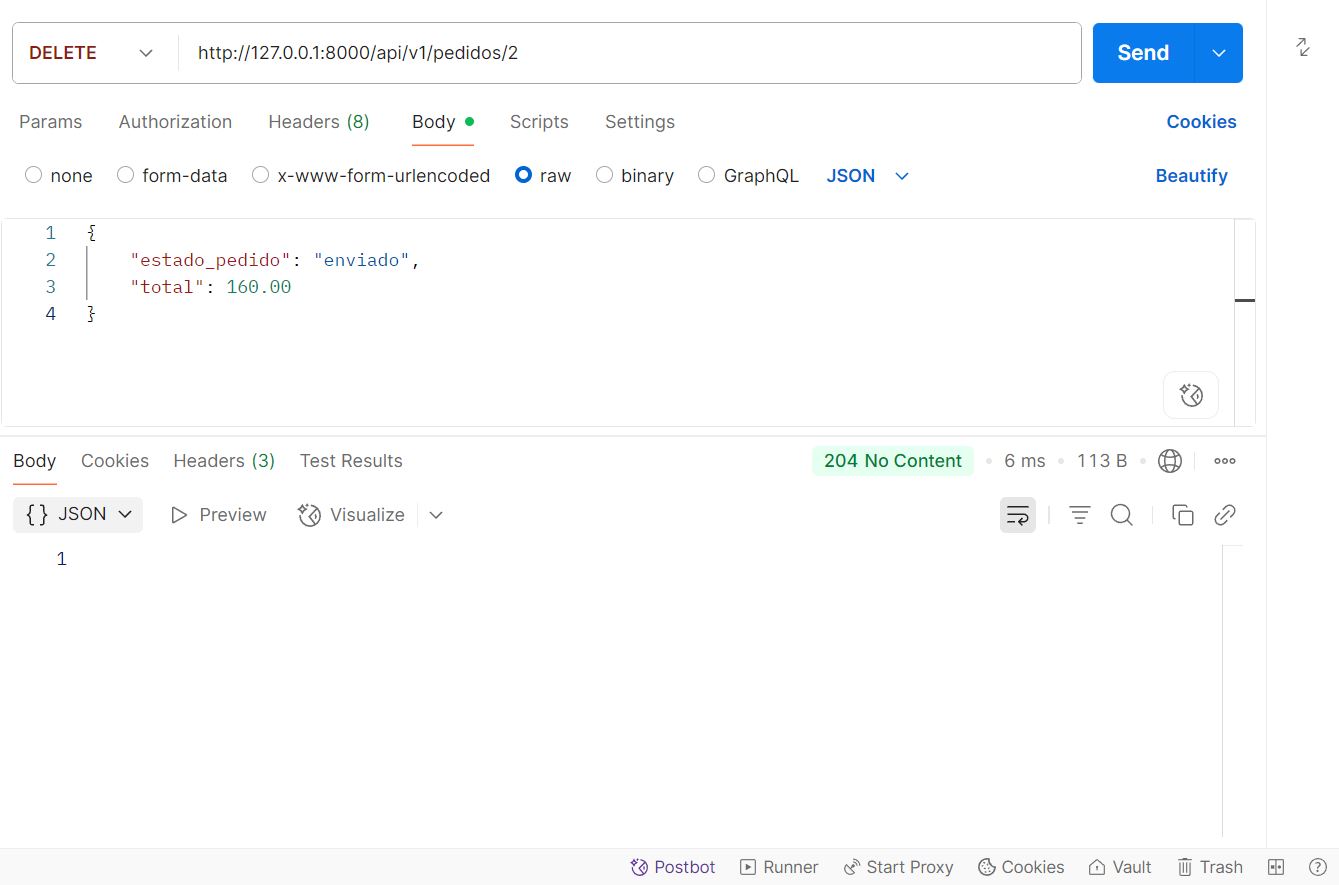 DELETE http://127.0.0.1:8000/api/v1/pedidos/2 Send
Params Authorization Headers (8) Body Scripts Settings Cookies
none form-data x-www-form-urlencoded raw binary GraphQL JSON Beautify
1 {
2 "estado_pedido": "enviado",
3 "total": 160.00
4 }
Body Cookies Headers (3) Test Results 204 No Content 6 ms 113 B
{} JSON Preview Visualize
1
Postbot Runner Start Proxy Cookies Vault Trash